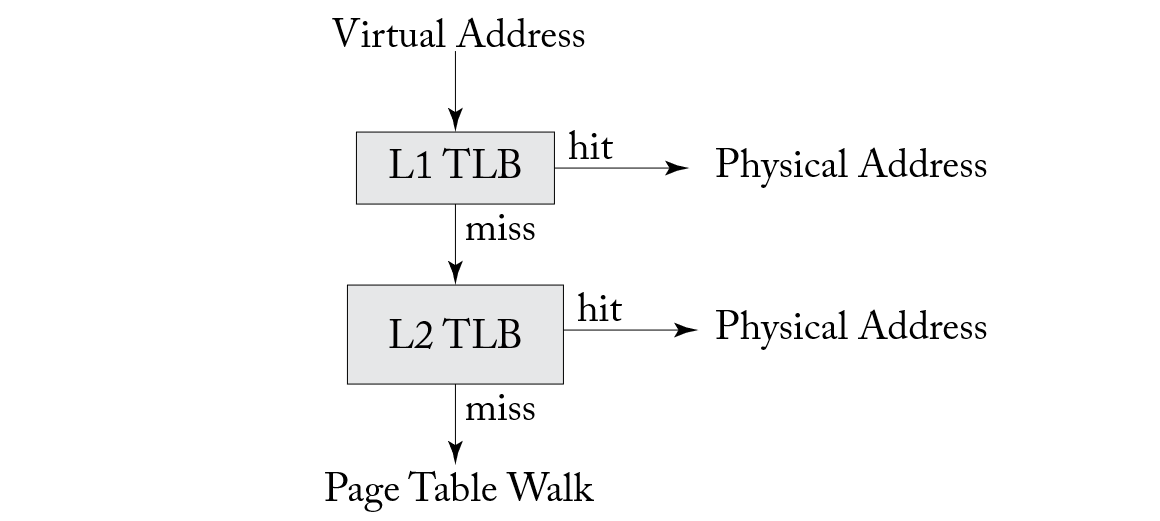 Virtual Address
L1 TLB
hit
Physical Address
miss
L2 TLB
hit
Physical Address
miss
Page Table Walk